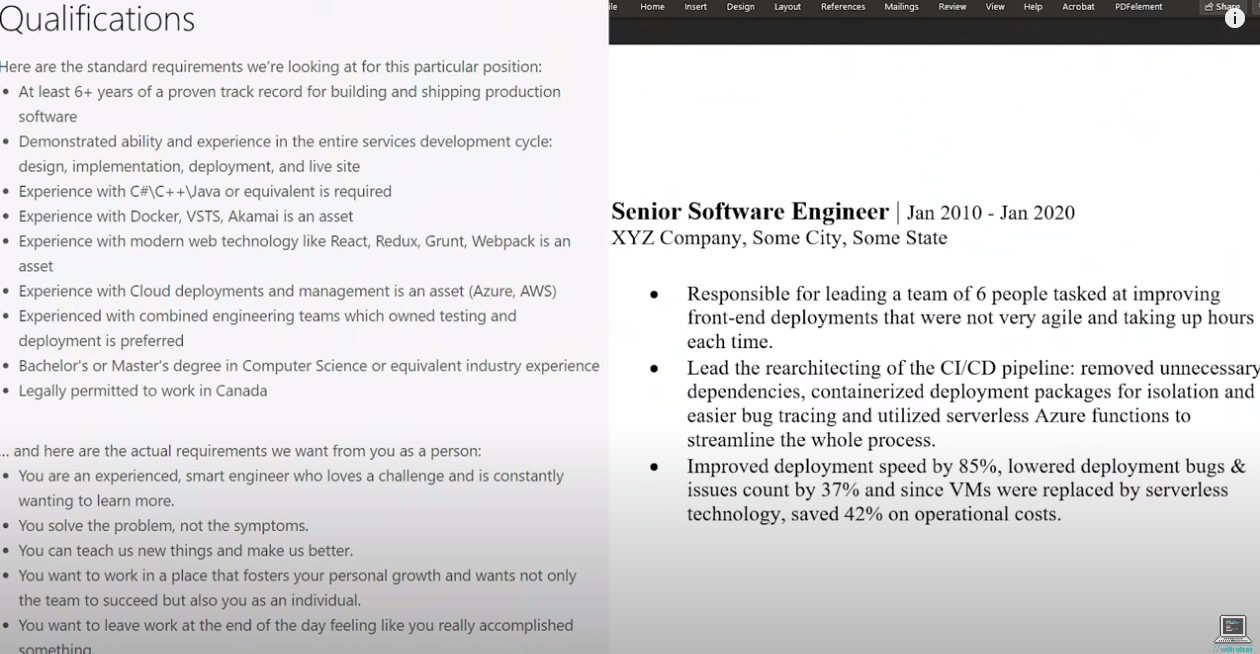 Qualifications
Here are the standard requirements we're looking at for this particular position:
• At least 6+ years of a proven track record for building and shipping production
software
• Demonstrated ability and experience in the entire services development cycle:
design, implementation, deployment, and live site
• Experience with C#\C++\Java or equivalent is required
• Experience with Docker, VSTS, Akamai is an asset
• Experience with modern web technology like React, Redux, Grunt, Webpack is an
asset
• Experience with Cloud deployments and management is an asset (Azure, AWS)
• Experienced with combined engineering teams which owned testing and
deployment is preferred
• Bachelor's or Master's degree in Computer Science or equivalent industry experience
• Legally permitted to work in Canada
... and here are the actual requirements we want from you as a person:
• You are an experienced, smart engineer who loves a challenge and is constantly
wanting to learn more.
• You solve the problem, not the symptoms.
• You can teach us new things and make us better.
• You want to work in a place that fosters your personal growth and wants not only
the team to succeed but also you as an individual.
• You want to leave work at the end of the day feeling like you really accomplished
something.
ile Home Insert Design Layout References Mailings Review View Help Acrobat PDFelement Share
i
Senior Software Engineer | Jan 2010 - Jan 2020
XYZ Company, Some City, Some State
• Responsible for leading a team of 6 people tasked at improving
front-end deployments that were not very agile and taking up hours
each time.
• Lead the rearchitecting of the CI/CD pipeline: removed unnecessary
dependencies, containerized deployment packages for isolation and
easier bug tracing and utilized serverless Azure functions to
streamline the whole process.
• Improved deployment speed by 85%, lowered deployment bugs &
issues count by 37% and since VMs were replaced by serverless
technology, saved 42% on operational costs.
// with utsav